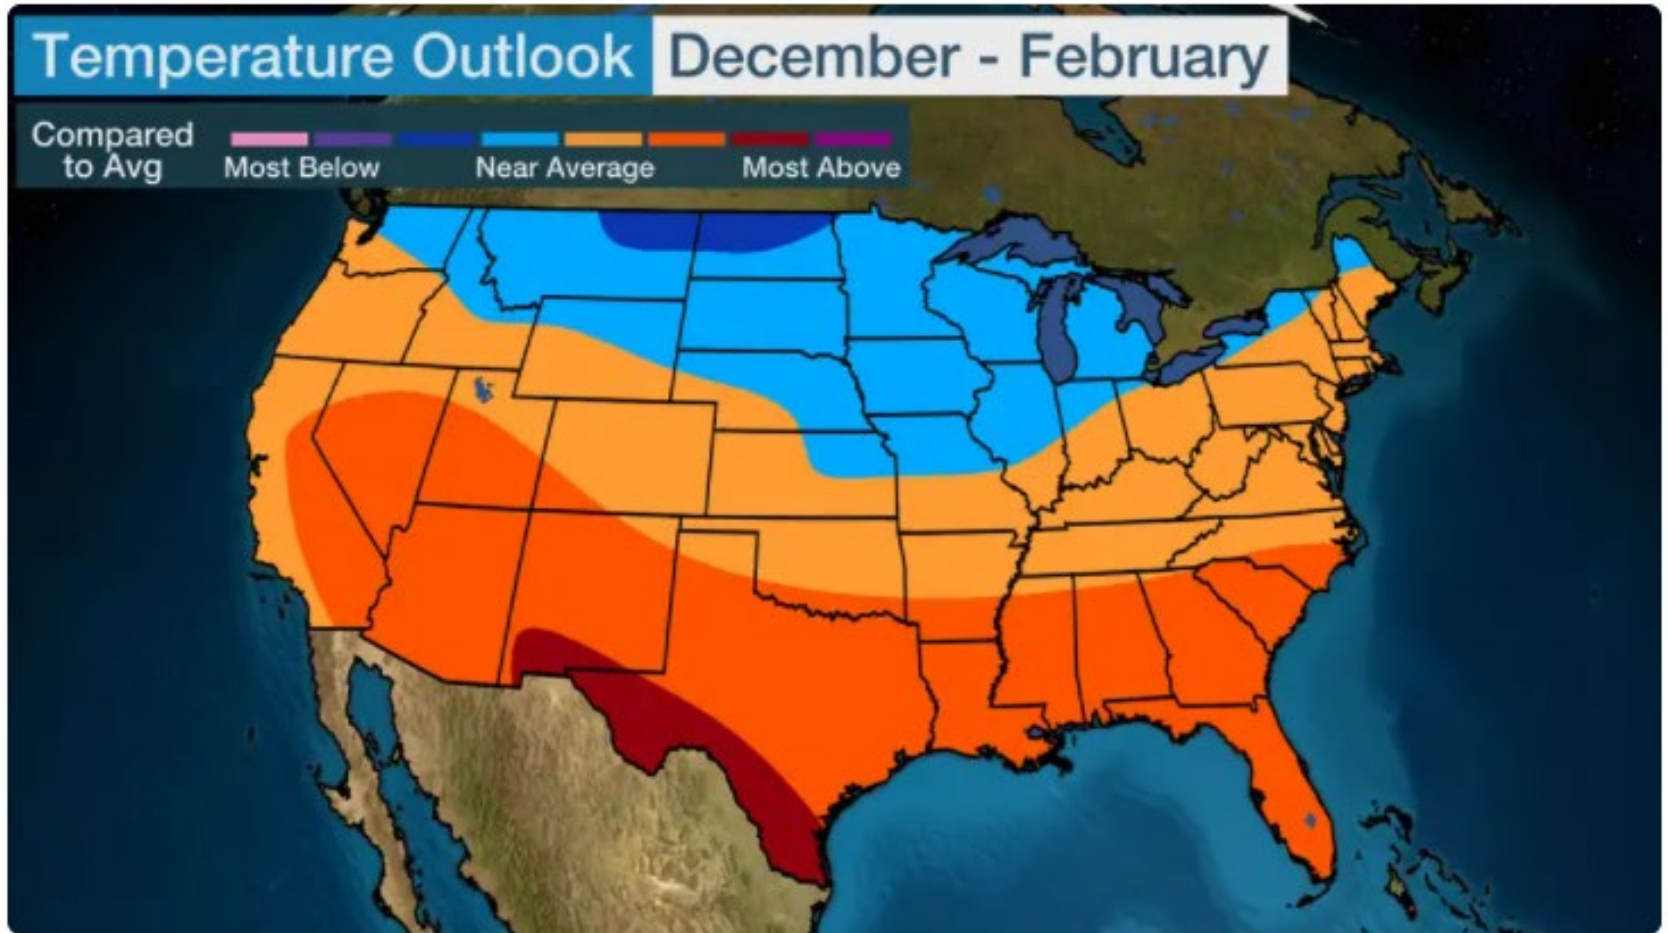 Temperature Outlook December - February
Compared
to Avg
Most Below Near Average Most Above